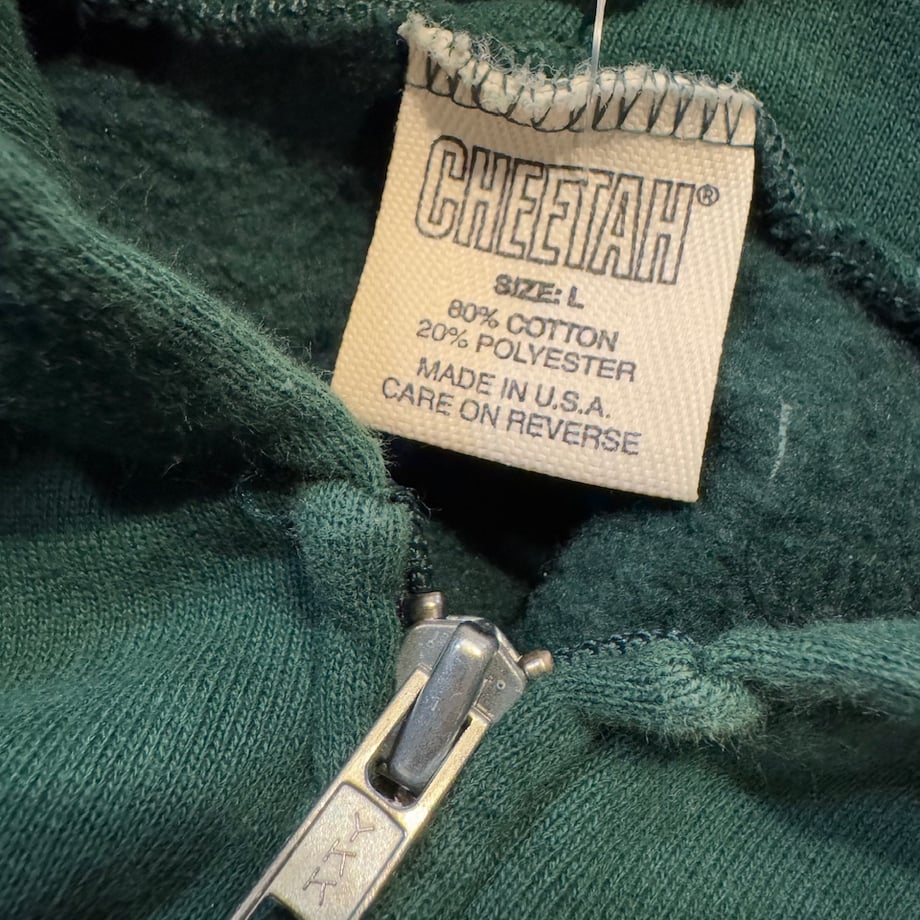 CHEETAH®
SIZE: L
80% COTTON
20% POLYESTER
MADE IN U.S.A.
CARE ON REVERSE
YKK